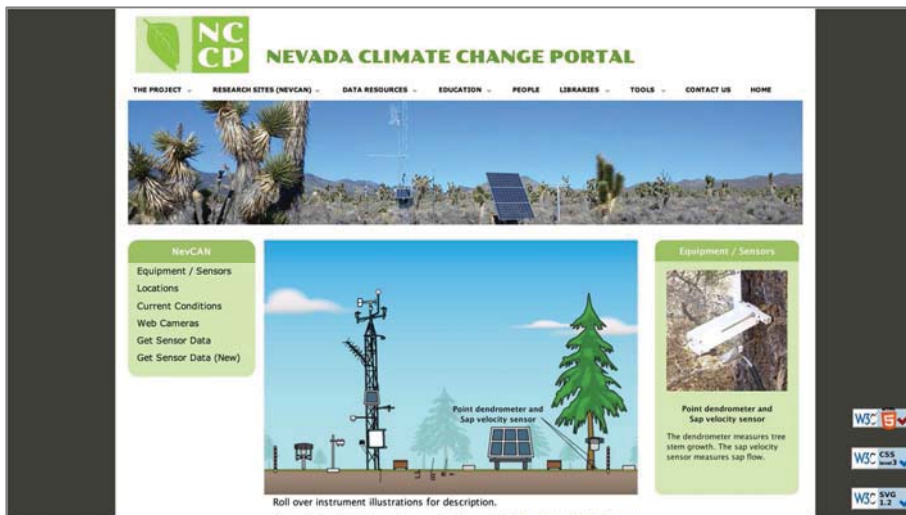 NC
CP
NEVADA CLIMATE CHANGE PORTAL
THE PROJECT
RESEARCH SITES (NEVCAN)
DATA RESOURCES
EDUCATION
PEOPLE
LIBRARIES
TOOLS
CONTACT US
HOME
NevCAN
Equipment / Sensors
Locations
Current Conditions
Web Cameras
Get Sensor Data
Get Sensor Data (New)
Point dendrometer and
Sap velocity sensor
Roll over instrument illustrations for description.
Equipment / Sensors
Point dendrometer and
Sap velocity sensor
The dendrometer measures tree
stem growth. The sap velocity
sensor measures sap flow.
W3C 5
W3C CSS
level 3
W3C SVG
1.2